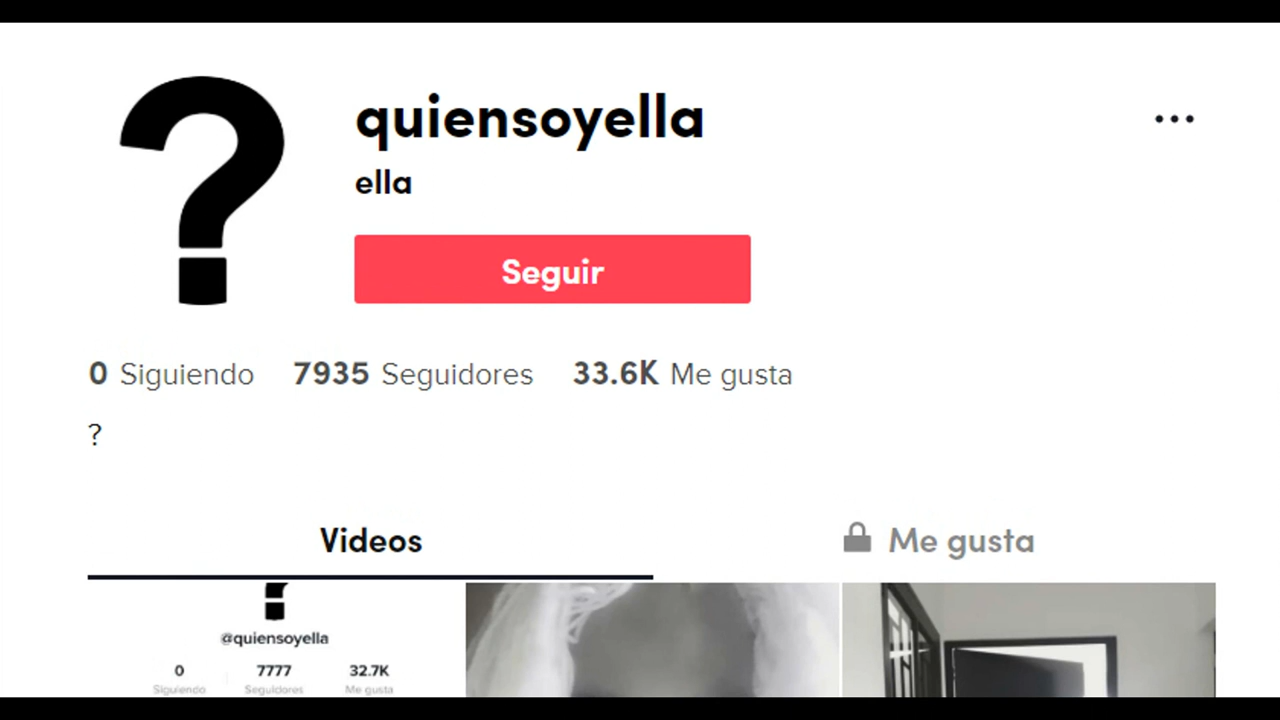 ?
quiensoyella
ella
Seguir
0 Siguiendo 7935 Seguidores 33.6K Me gusta
?
Videos Me gusta
?
@quiensoyella
0 7777 32.7K
Siguiendo Seguidores Me gusta